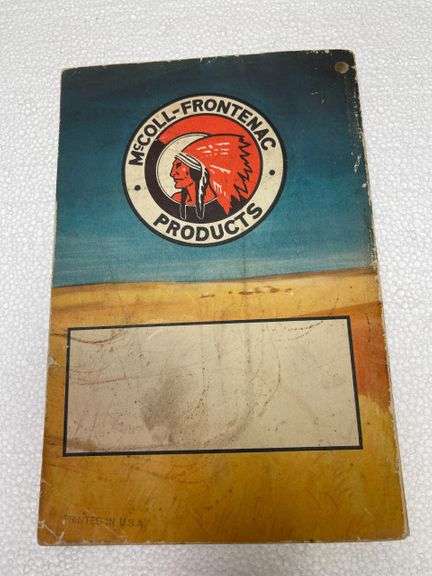 McCOLL-FRONTENAC
PRODUCTS
PRINTED IN U.S.A.